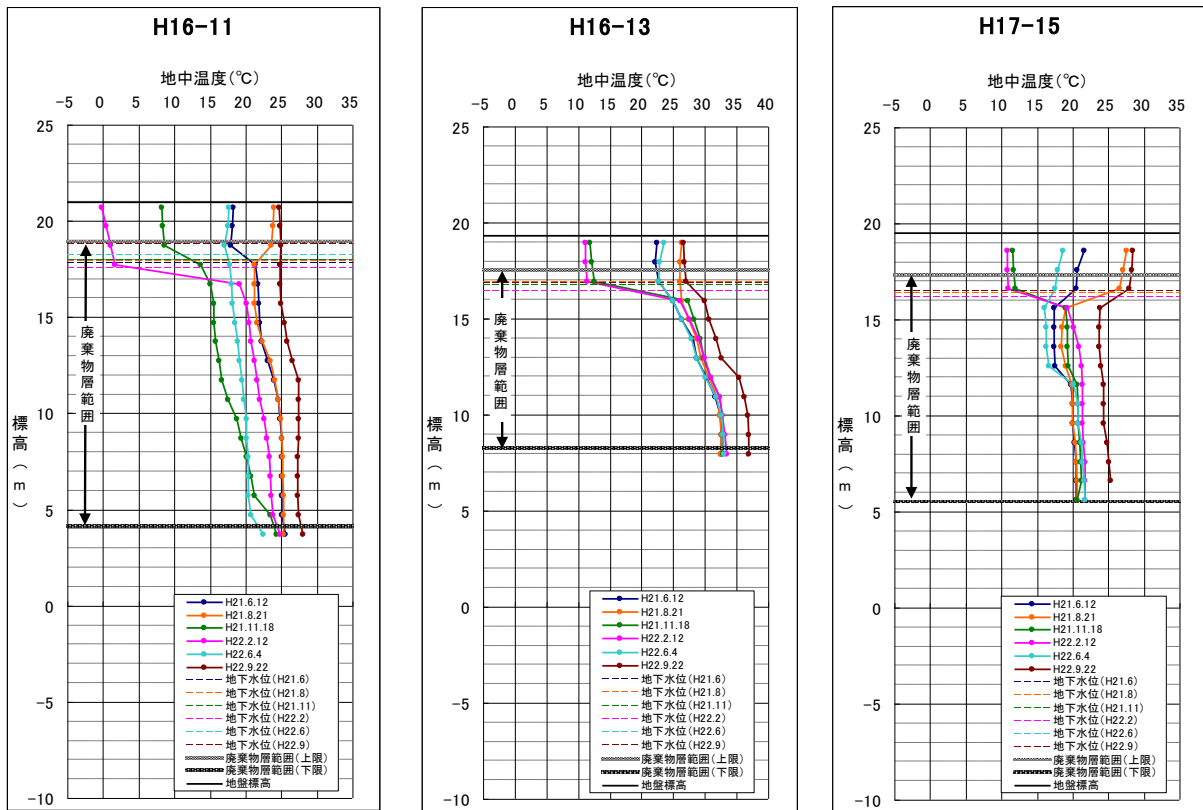 H16-11
地中温度(℃)
-5 0 5 10 15 20 25 30 35
25
20
15
10
5
0
-5
-10
標高(m)
廃棄物層範囲
H21.6.12
H21.8.21
H21.11.18
H22.2.12
H22.6.4
H22.9.22
地下水位(H21.6)
地下水位(H21.8)
地下水位(H21.11)
地下水位(H22.2)
地下水位(H22.6)
地下水位(H22.9)
廃棄物層範囲(上限)
廃棄物層範囲(下限)
地盤標高
H16-13
地中温度(℃)
-5 0 5 10 15 20 25 30 35 40
25
20
15
10
5
0
-5
-10
標高(m)
廃棄物層範囲
H21.6.12
H21.8.21
H21.11.18
H22.2.12
H22.6.4
H22.9.22
地下水位(H21.6)
地下水位(H21.8)
地下水位(H21.11)
地下水位(H22.2)
地下水位(H22.6)
地下水位(H22.9)
廃棄物層範囲(上限)
廃棄物層範囲(下限)
地盤標高
H17-15
地中温度(℃)
-5 0 5 10 15 20 25 30 35
25
20
15
10
5
0
-5
-10
標高(m)
廃棄物層範囲
H21.6.12
H21.8.21
H21.11.18
H22.2.12
H22.6.4
H22.9.22
地下水位(H21.6)
地下水位(H21.8)
地下水位(H21.11)
地下水位(H22.2)
地下水位(H22.6)
地下水位(H22.9)
廃棄物層範囲(上限)
廃棄物層範囲(下限)
地盤標高